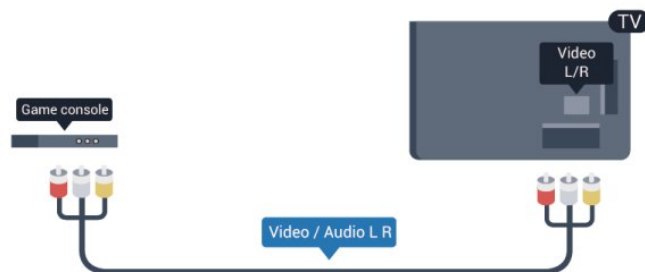 TV
Video
L/R
Game console
Video / Audio L R